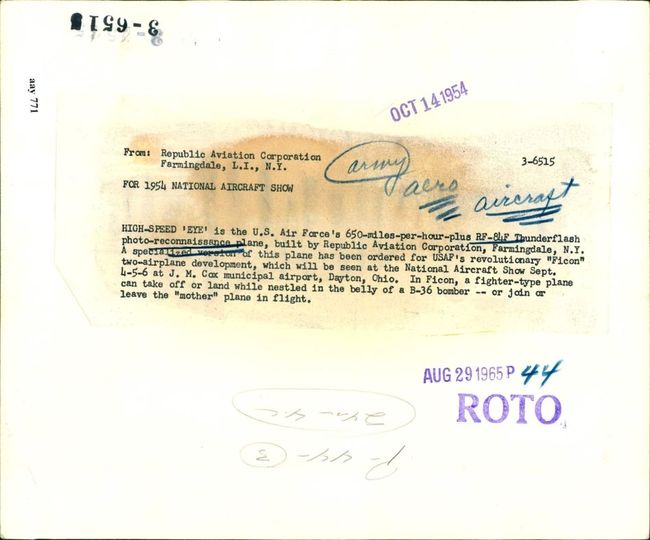 3-6515
aay 771
OCT 14 1954
From: Republic Aviation Corporation
Farmingdale, L.I., N.Y.
3-6515
army
aero
aircraft
FOR 1954 NATIONAL AIRCRAFT SHOW
HIGH-SPEED 'EYE' is the U.S. Air Force's 650-miles-per-hour-plus RF-84F Thunderflash
photo-reconnaissance plane, built by Republic Aviation Corporation, Farmingdale, N.Y.
A specialized version of this plane has been ordered for USAF's revolutionary "Ficon"
two-airplane development, which will be seen at the National Aircraft Show Sept.
4-5-6 at J. M. Cox municipal airport, Dayton, Ohio. In Ficon, a fighter-type plane
can take off or land while nestled in the belly of a B-36 bomber -- or join or
leave the "mother" plane in flight.
AUG 29 1965 P 44
ROTO
P-44-3